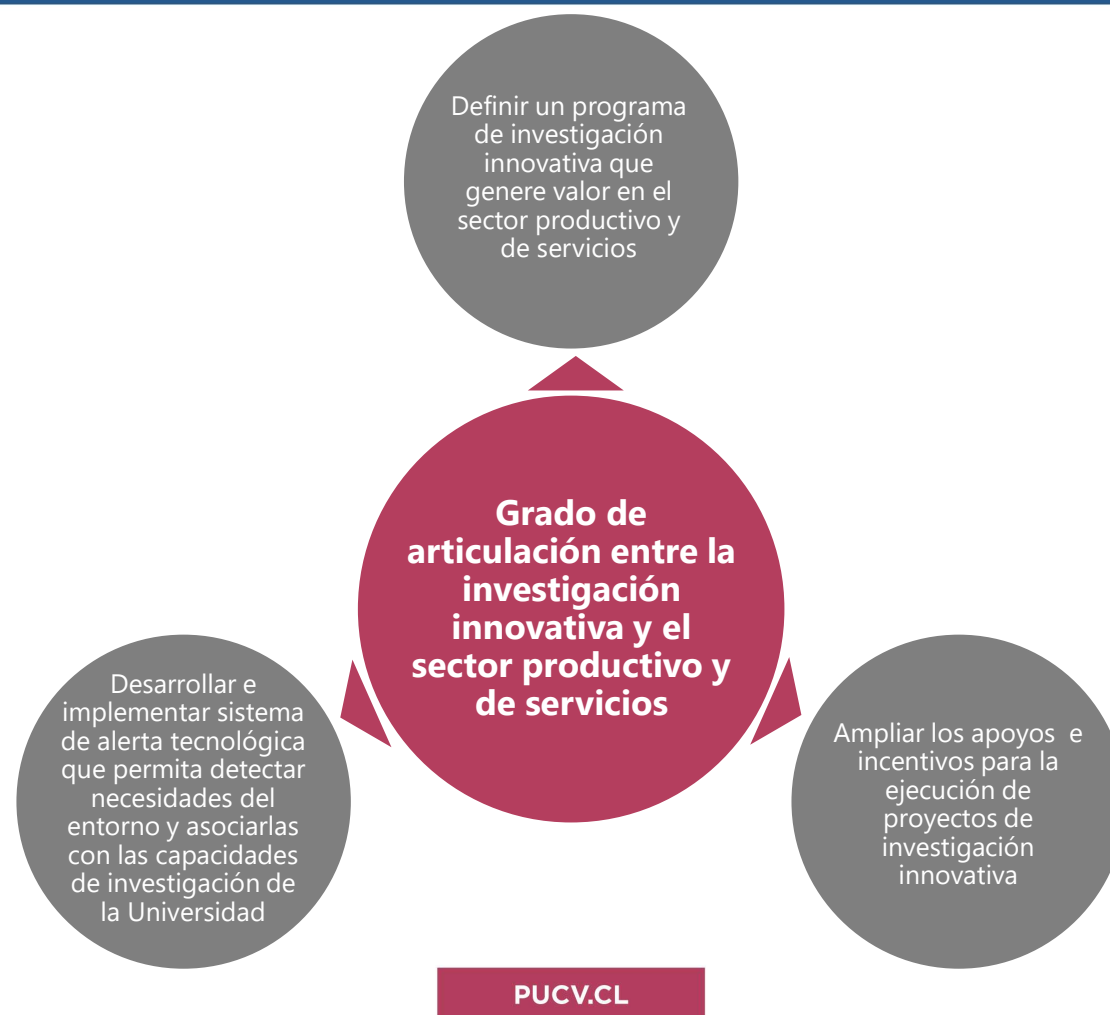 Definir un programa
de investigación
innovativa que
genere valor en el
sector productivo y
de servicios
Grado de
articulación entre la
investigación
innovativa y el
sector productivo y
de servicios
Desarrollar e
implementar sistema
de alerta tecnológica
que permita detectar
necesidades del
entorno y asociarlas
con las capacidades
de investigación de
la Universidad
Ampliar los apoyos  e
incentivos para la
ejecución de
proyectos de
investigación
innovativa
PUCV.CL